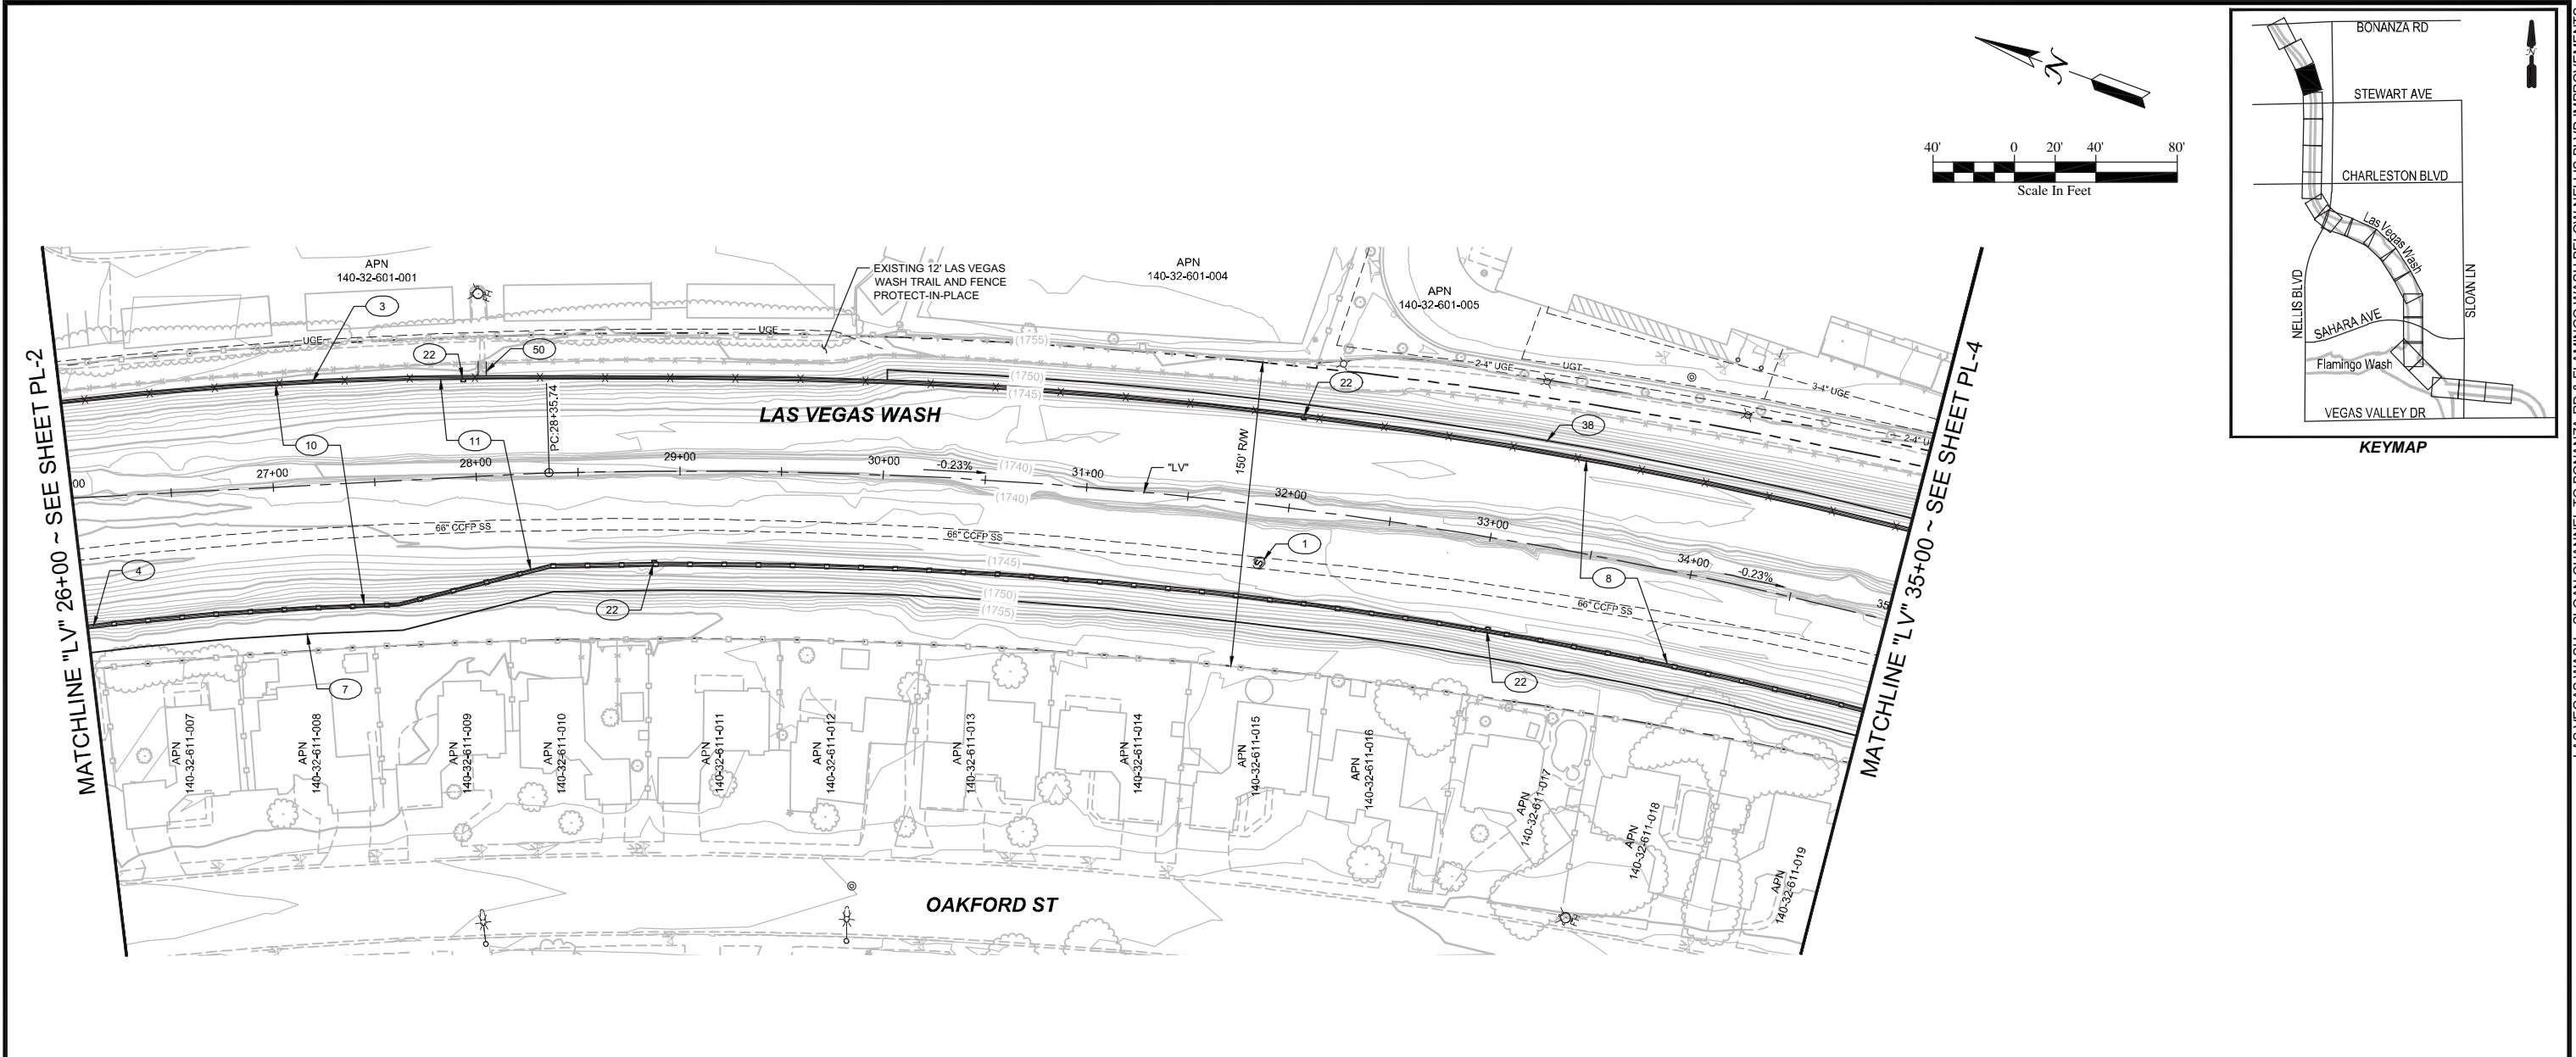 BONANZA RD
STEWART AVE
CHARLESTON BLVD
Las Vegas Wash
NELLIS BLVD
SLOAN LN
SAHARA AVE
Flamingo Wash
VEGAS VALLEY DR
N
KEYMAP
N
40' 0 20' 40' 80'
Scale In Feet
MATCHLINE "LV" 26+00 ~ SEE SHEET PL-2
APN
140-32-601-001
3
FH
EXISTING 12' LAS VEGAS
WASH TRAIL AND FENCE
PROTECT-IN-PLACE
APN
140-32-601-004
APN
140-32-601-005
UGE
UGE
22
50
(1755)
(1750)
(1745)
22
2-4" UGE
UGT
3-4" UGE
2-4" U
LAS VEGAS WASH
10
11
PC:28+35.74
38
150' R/W
00
27+00
28+00
29+00
30+00
-0.23%
31+00
"LV"
32+00
33+00
34+00
-0.23%
35
(1740)
(1740)
66" CCFP SS
66" CCFP SS
66" CCFP SS
1
SS
8
4
22
(1745)
(1750)
(1755)
7
22
APN
140-32-611-007
APN
140-32-611-008
APN
140-32-611-009
APN
140-32-611-010
APN
140-32-611-011
APN
140-32-611-012
APN
140-32-611-013
APN
140-32-611-014
APN
140-32-611-015
APN
140-32-611-016
APN
140-32-611-017
APN
140-32-611-018
APN
140-32-611-019
FH
OAKFORD ST
MATCHLINE "LV" 35+00 ~ SEE SHEET PL-4